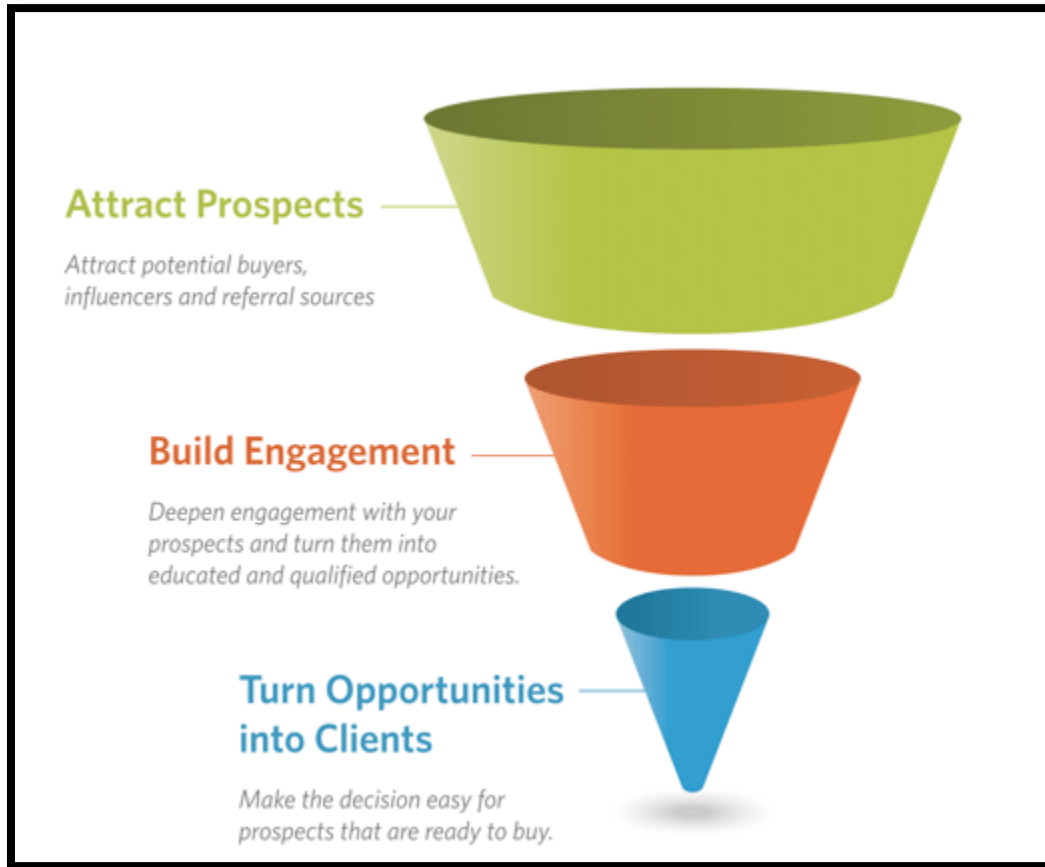 Attract Prospects
Attract potential buyers,
influencers and referral sources
Build Engagement
Deepen engagement with your
prospects and turn them into
educated and qualified opportunities.
Turn Opportunities
into Clients
Make the decision easy for
prospects that are ready to buy.